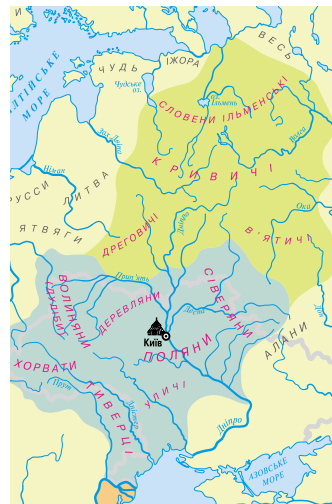 ВЕСЬ
ІЖОРА
ЧУДЬ
БАЛТІЙСЬКЕ
МОРЕ
Чудське
оз.
Ільмень
СЛОВЕНИ ІЛЬМЕНСЬКІ
Волга
Зах. Двіна
КРИВИЧІ
Німан
ПРУССИ
ЛИТВА
Ока
ЯТВЯГИ
ДРЕГОВИЧІ
Дніпро
В'ЯТИЧІ
Прип'ять
СІВЕРЯНИ
Десна
Дон
ВОЛИНЯНИ
(ДУЛІБИ)
ДЕРЕВЛЯНИ
Київ
ПОЛЯНИ
АЛАНИ
ХОРВАТИ
Прут
ТИВЕРЦІ
Дністер
УЛИЧІ
Дніпро
АЗОВСЬКЕ
МОРЕ